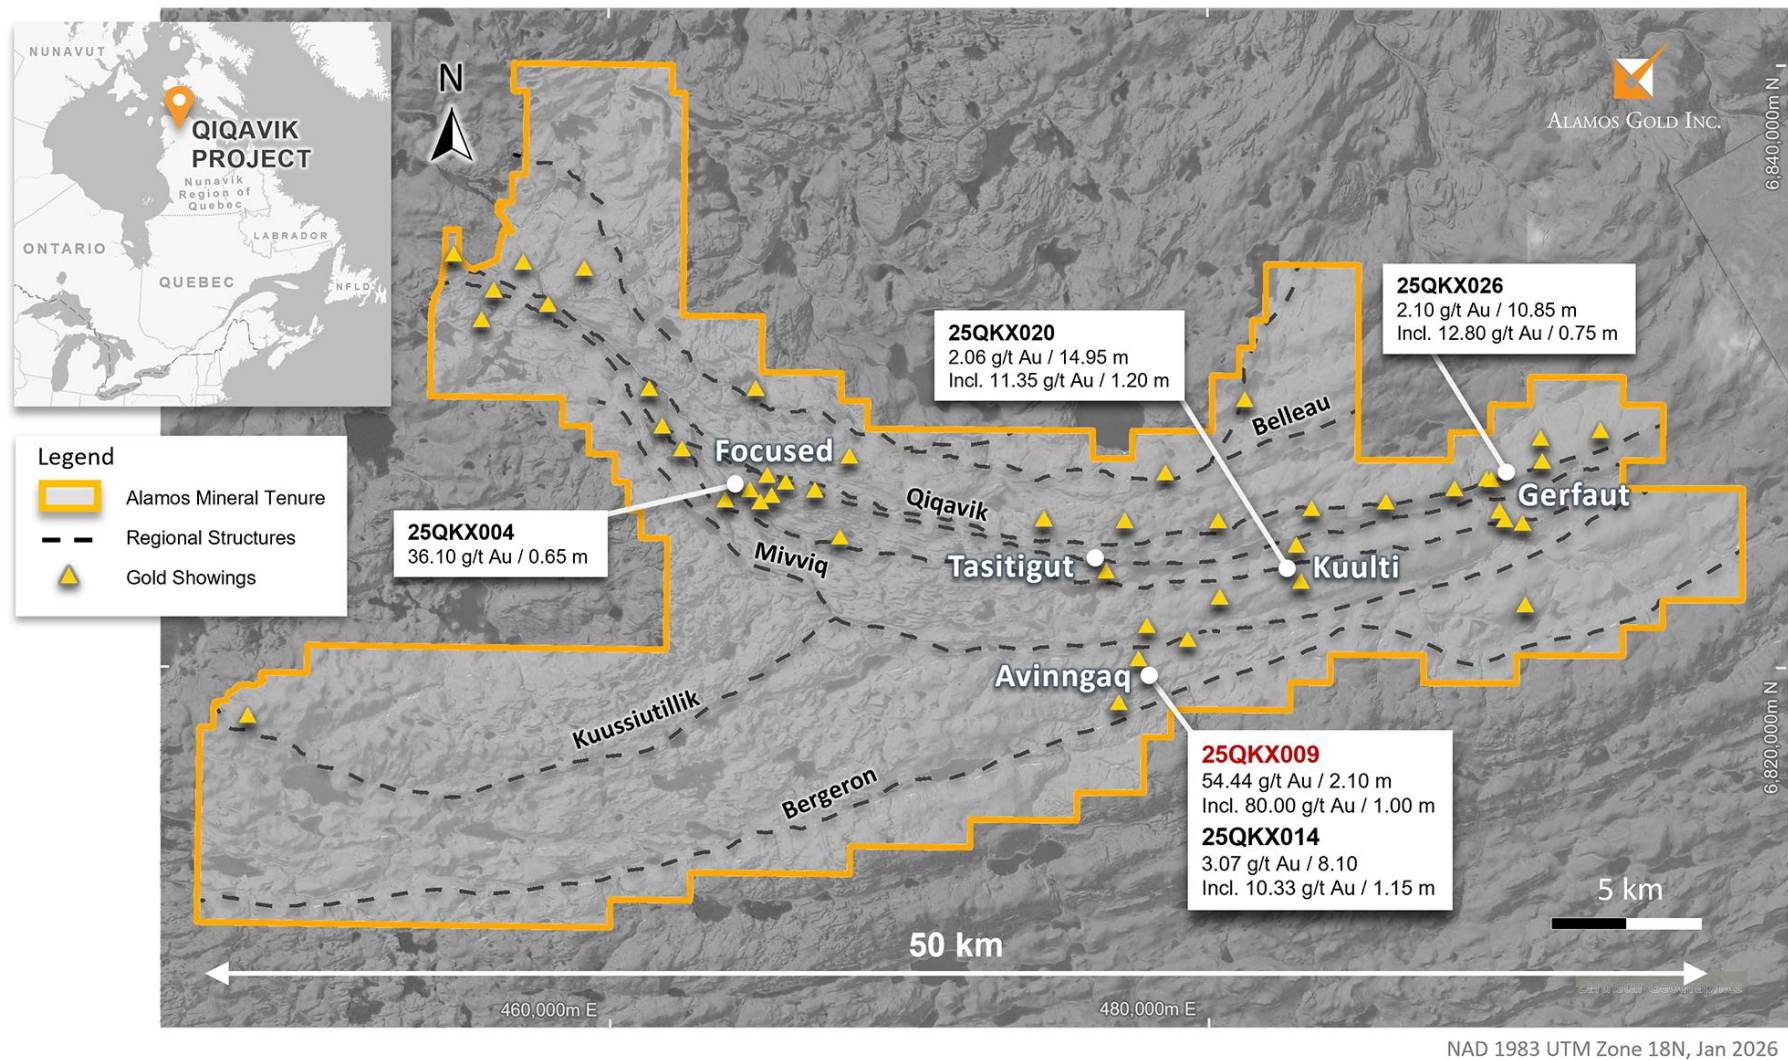 NUNAVUT
QIQAVIK
PROJECT
Nunavik
Region of
Quebec
ONTARIO
LABRADOR
QUEBEC
NFLD
N
ALAMOS GOLD INC.
6,840,000m N
Legend
Alamos Mineral Tenure
Regional Structures
Gold Showings
25QKX026
2.10 g/t Au / 10.85 m
Incl. 12.80 g/t Au / 0.75 m
25QKX020
2.06 g/t Au / 14.95 m
Incl. 11.35 g/t Au / 1.20 m
Belleau
Focused
Qiqavik
Gerfaut
25QKX004
36.10 g/t Au / 0.65 m
Mivviq
Tasitigut
Kuulti
Avinngaq
Kuussiutillik
Bergeron
6,820,000m N
25QKX009
54.44 g/t Au / 2.10 m
Incl. 80.00 g/t Au / 1.00 m
25QKX014
3.07 g/t Au / 8.10
Incl. 10.33 g/t Au / 1.15 m
5 km
50 km
460,000m E
480,000m E
NAD 1983 UTM Zone 18N, Jan 2026